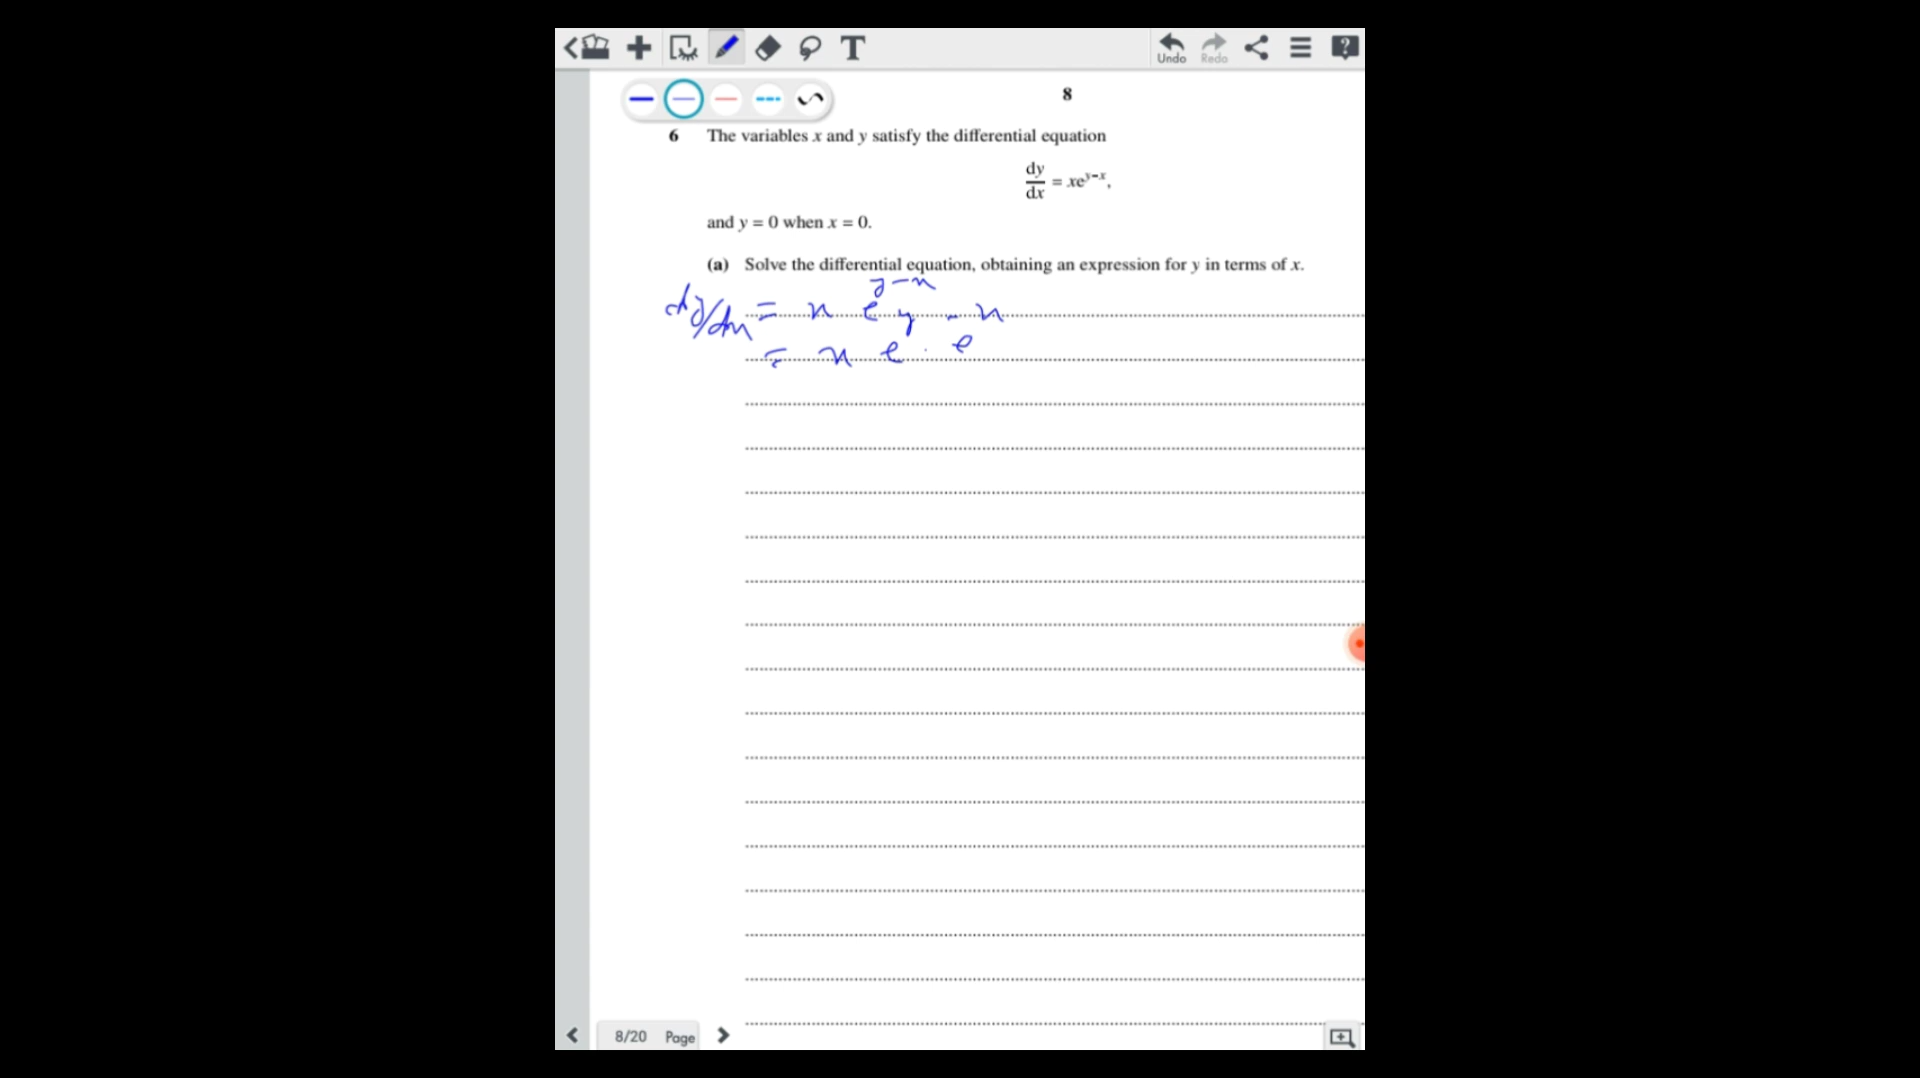 Undo Redo
8
6 The variables x and y satisfy the differential equation
dy/dx = xe^{y−x},
and y = 0 when x = 0.
(a) Solve the differential equation, obtaining an expression for y in terms of x.
dy/dx = x e^{y−x}
= x e^{y} . e^{−x}
8/20 Page